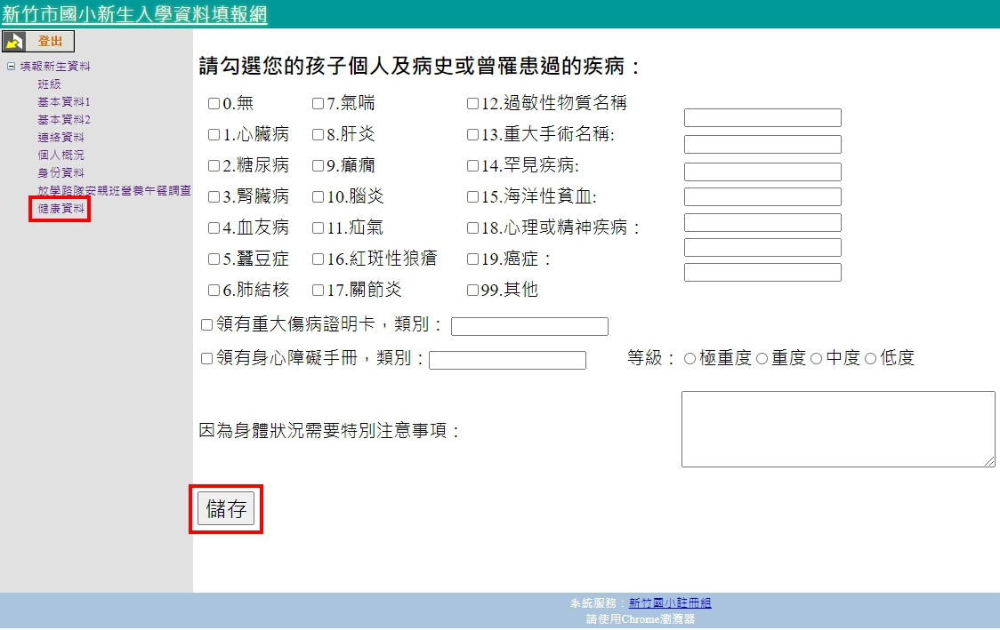 新竹市國小新生入學資料填報網
登出
填報新生資料
班級
基本資料1
基本資料2
連絡資料
個人概況
身份資料
放學路隊安親班營養午餐調查
健康資料
請勾選您的孩子個人及病史或曾罹患過的疾病：
0.無 7.氣喘 12.過敏性物質名稱
1.心臟病 8.肝炎 13.重大手術名稱:
2.糖尿病 9.癲癇 14.罕見疾病:
3.腎臟病 10.腦炎 15.海洋性貧血:
4.血友病 11.疝氣 18.心理或精神疾病：
5.蠶豆症 16.紅斑性狼瘡 19.癌症：
6.肺結核 17.關節炎 99.其他
領有重大傷病證明卡，類別：
領有身心障礙手冊，類別： 等級： 極重度 重度 中度 低度
因為身體狀況需要特別注意事項：
儲存
系統服務：新竹國小註冊組
請使用Chrome瀏灠器